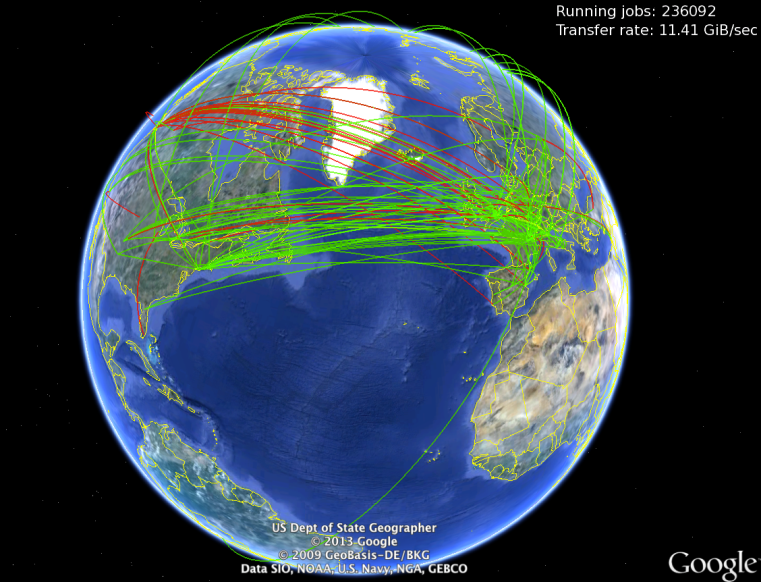 Running jobs: 236092
Transfer rate: 11.41 GiB/sec
US Dept of State Geographer
© 2013 Google
© 2009 GeoBasis-DE/BKG
Data SIO, NOAA, U.S. Navy, NGA, GEBCO
Google